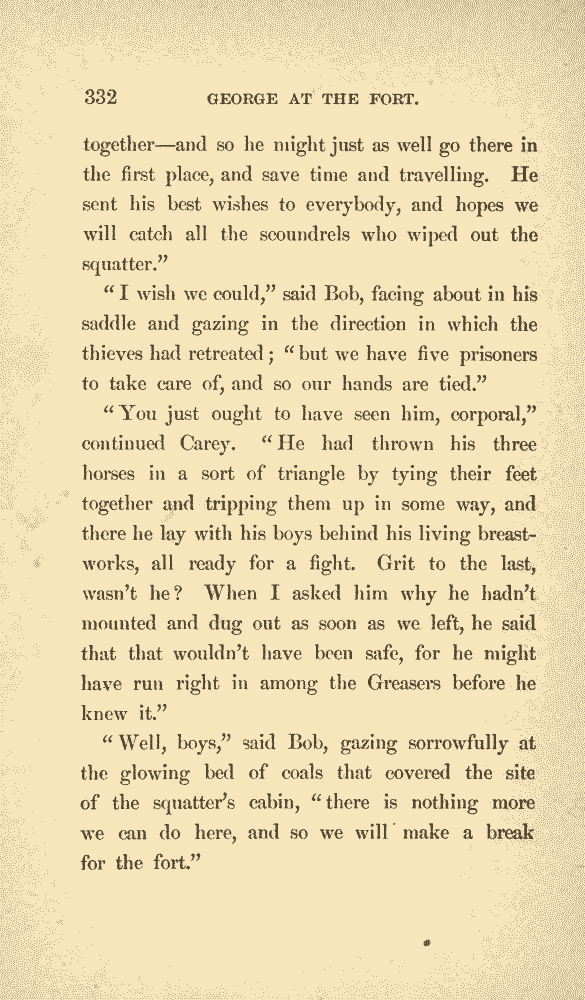 332 GEORGE AT THE FORT.
together—and so he might just as well go there in
the first place, and save time and travelling. He
sent his best wishes to everybody, and hopes we
will catch all the scoundrels who wiped out the
squatter.”
“I wish we could,” said Bob, facing about in his
saddle and gazing in the direction in which the
thieves had retreated; “but we have five prisoners
to take care of, and so our hands are tied.”
“You just ought to have seen him, corporal,”
continued Carey. “He had thrown his three
horses in a sort of triangle by tying their feet
together and tripping them up in some way, and
there he lay with his boys behind his living breast-
works, all ready for a fight. Grit to the last,
wasn’t he? When I asked him why he hadn’t
mounted and dug out as soon as we left, he said
that that wouldn’t have been safe, for he might
have run right in among the Greasers before he
knew it.”
“Well, boys,” said Bob, gazing sorrowfully at
the glowing bed of coals that covered the site
of the squatter’s cabin, “there is nothing more
we can do here, and so we will make a break
for the fort.”